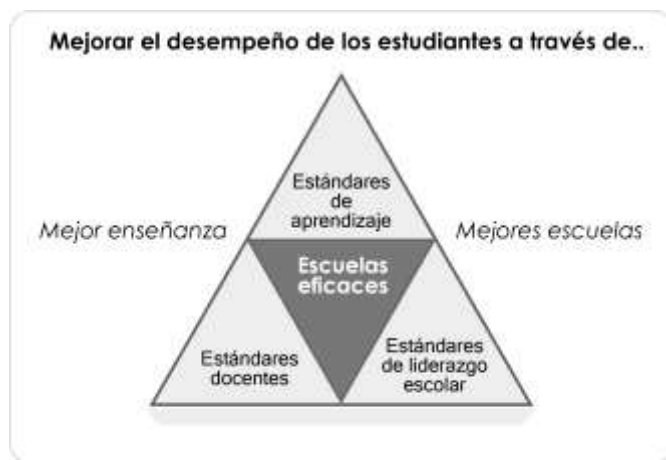 Mejorar el desempeño de los estudiantes a través de..
Estándares
de
aprendizaje
Mejor enseñanza
Mejores escuelas
Escuelas
eficaces
Estándares
docentes
Estándares
de liderazgo
escolar